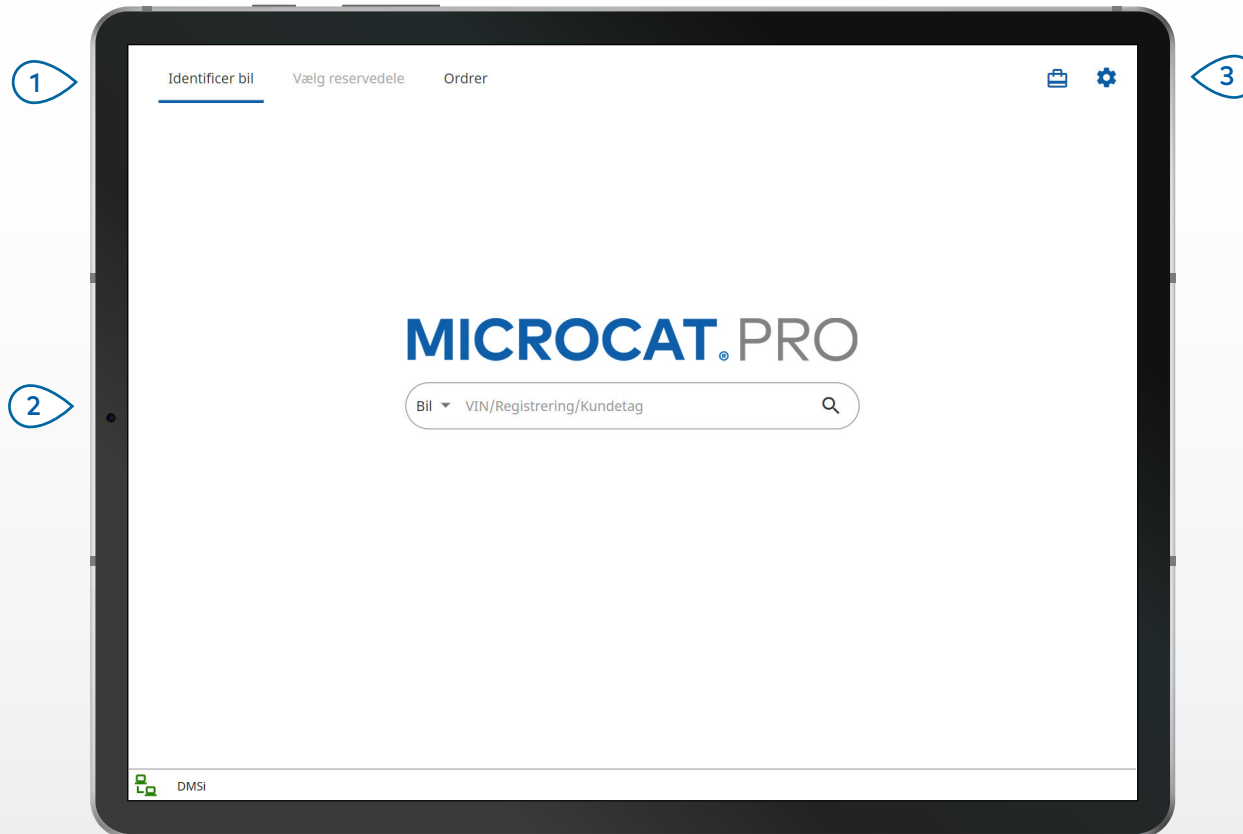 1
Identificer bil
Vælg reservedele
Ordrer
3
MICROCAT® PRO
2
Bil
VIN/Registrering/Kundetag
DMSi